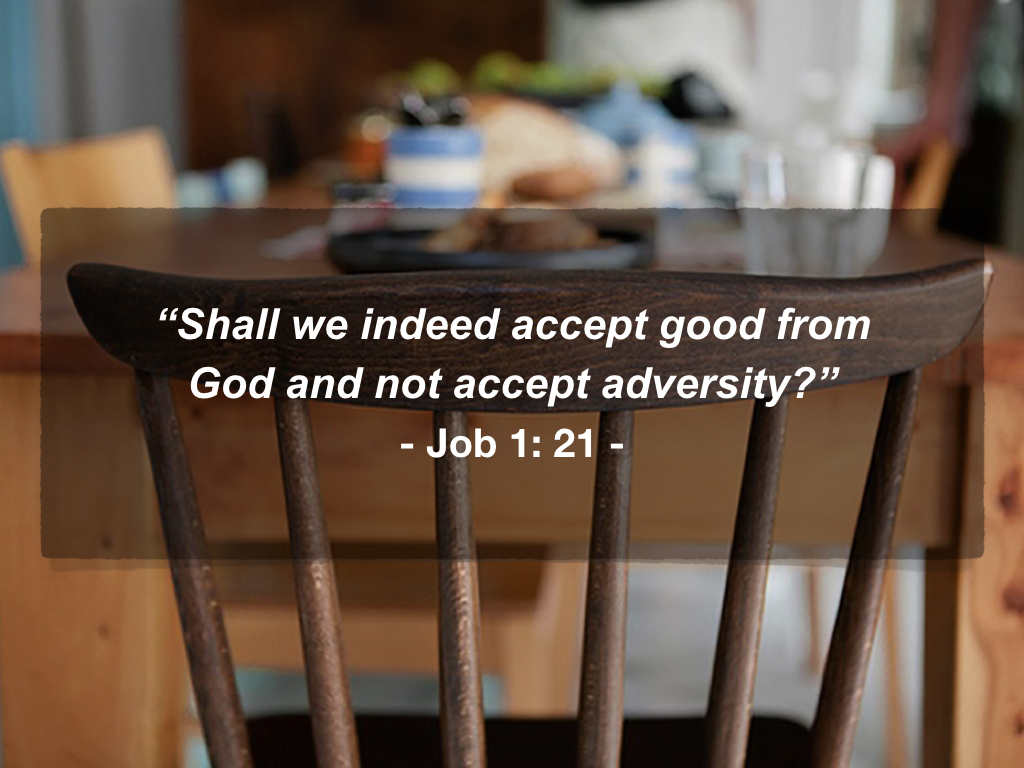 “Shall we indeed accept good from
God and not accept adversity?”
- Job 1: 21 -